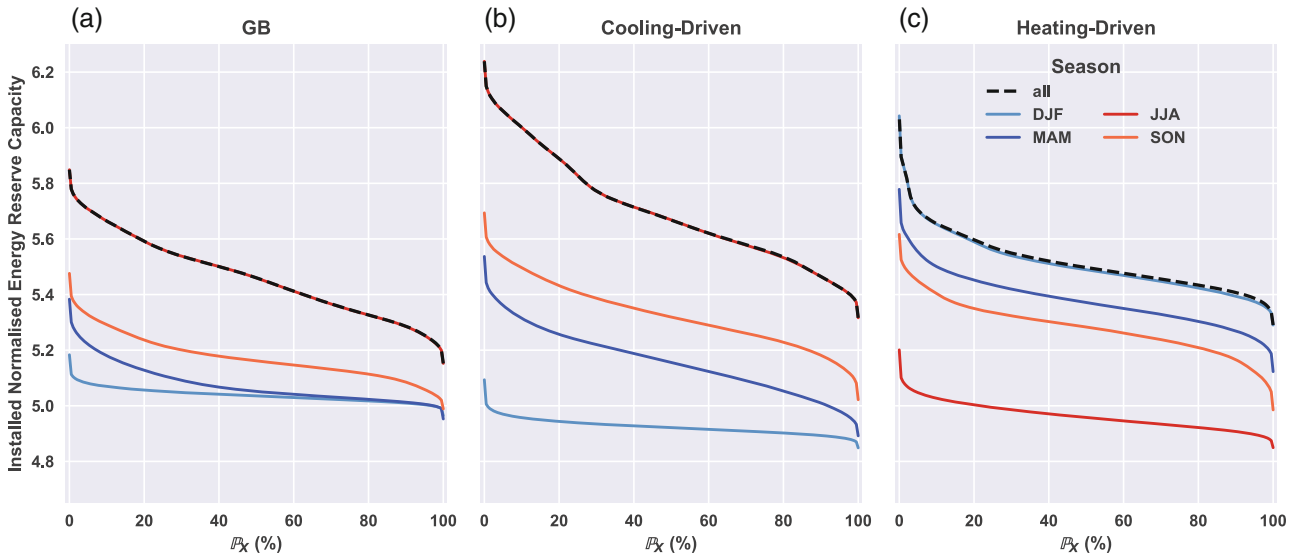 (a)
GB
(b)
Cooling-Driven
(c)
Heating-Driven
Installed Normalised Energy Reserve Capacity
6.2
6.0
5.8
5.6
5.4
5.2
5.0
4.8
Season
all
DJF
JJA
MAM
SON
0 20 40 60 80 100
0 20 40 60 80 100
0 20 40 60 80 100
ℙX (%)
ℙX (%)
ℙX (%)